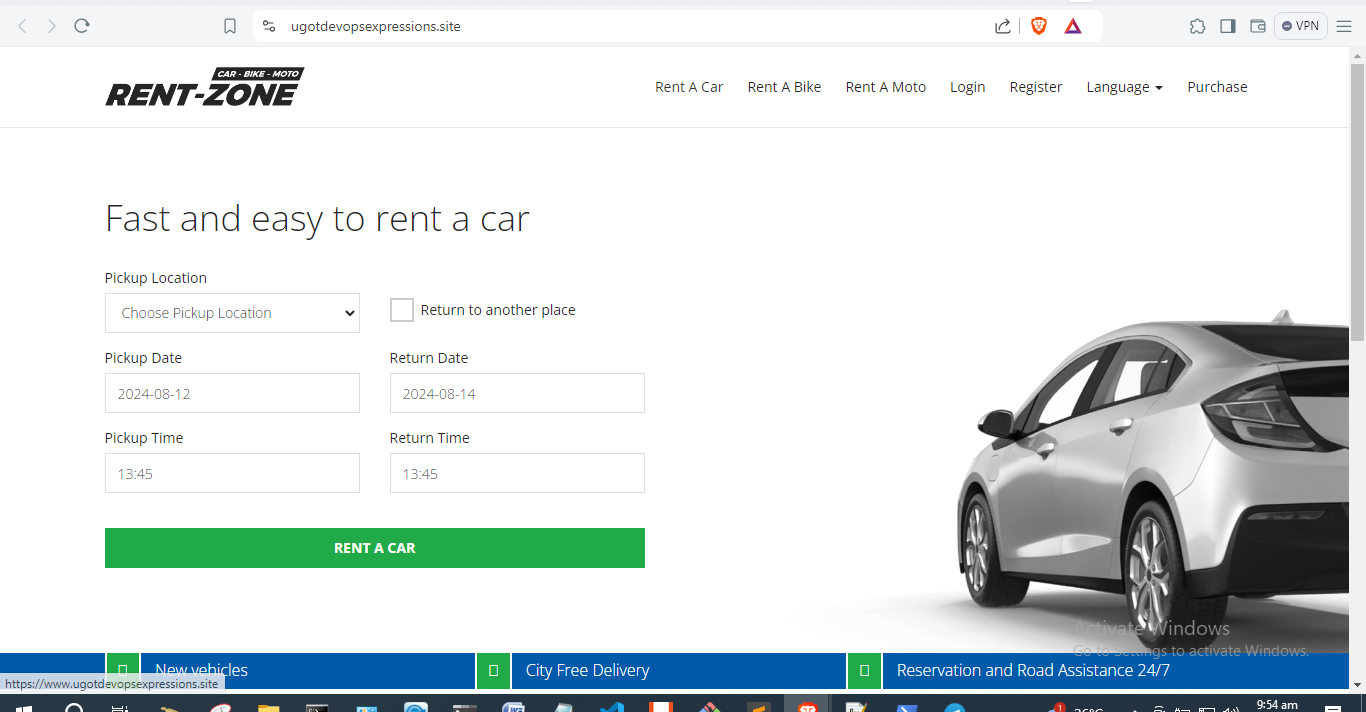 ugotdevopsexpressions.site
VPN
CAR - BIKE - MOTO
RENT-ZONE
Rent A Car
Rent A Bike
Rent A Moto
Login
Register
Language
Purchase
Fast and easy to rent a car
Pickup Location
Choose Pickup Location
Return to another place
Pickup Date
Return Date
2024-08-12
2024-08-14
Pickup Time
Return Time
13:45
13:45
RENT A CAR
Activate Windows
Go to Settings to activate Windows.
New vehicles
City Free Delivery
Reservation and Road Assistance 24/7
https://www.ugotdevopsexpressions.site
1
26°C
9:54 am